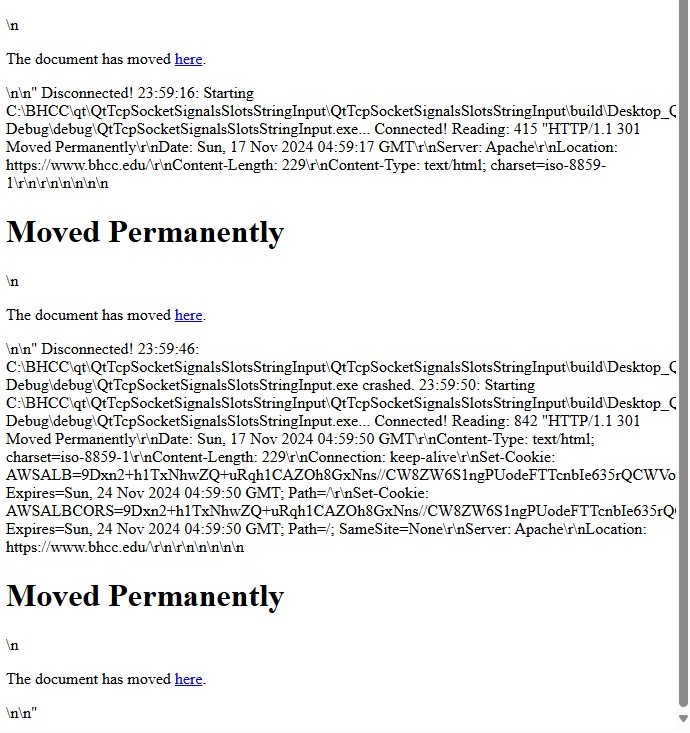 \n
The document has moved here.
\n\n" Disconnected! 23:59:16: Starting
C:\BHCC\qt\QtTcpSocketSignalsSlotsStringInput\QtTcpSocketSignalsSlotsStringInput\build\Desktop_Q
Debug\debug\QtTcpSocketSignalsSlotsStringInput.exe... Connected! Reading: 415 "HTTP/1.1 301
Moved Permanently\r\nDate: Sun, 17 Nov 2024 04:59:17 GMT\r\nServer: Apache\r\nLocation:
https://www.bhcc.edu/\r\nContent-Length: 229\r\nContent-Type: text/html; charset=iso-8859-
1\r\n\r\n\n\n\n\n
Moved Permanently
\n
The document has moved here.
\n\n" Disconnected! 23:59:46:
C:\BHCC\qt\QtTcpSocketSignalsSlotsStringInput\QtTcpSocketSignalsSlotsStringInput\build\Desktop_Q
Debug\debug\QtTcpSocketSignalsSlotsStringInput.exe crashed. 23:59:50: Starting
C:\BHCC\qt\QtTcpSocketSignalsSlotsStringInput\QtTcpSocketSignalsSlotsStringInput\build\Desktop_Q
Debug\debug\QtTcpSocketSignalsSlotsStringInput.exe... Connected! Reading: 842 "HTTP/1.1 301
Moved Permanently\r\nDate: Sun, 17 Nov 2024 04:59:50 GMT\r\nContent-Type: text/html;
charset=iso-8859-1\r\nContent-Length: 229\r\nConnection: keep-alive\r\nSet-Cookie:
AWSALB=9Dxn2+h1TxNhwZQ+uRqh1CAZOh8GxNns//CW8ZW6S1ngPUodeFTTcnbIe635rQCWVo
Expires=Sun, 24 Nov 2024 04:59:50 GMT; Path=/\r\nSet-Cookie:
AWSALBCORS=9Dxn2+h1TxNhwZQ+uRqh1CAZOh8GxNns//CW8ZW6S1ngPUodeFTTcnbIe635rQ
Expires=Sun, 24 Nov 2024 04:59:50 GMT; Path=/; SameSite=None\r\nServer: Apache\r\nLocation:
https://www.bhcc.edu/\r\n\r\n\n\n\n\n
Moved Permanently
\n
The document has moved here.
\n\n"